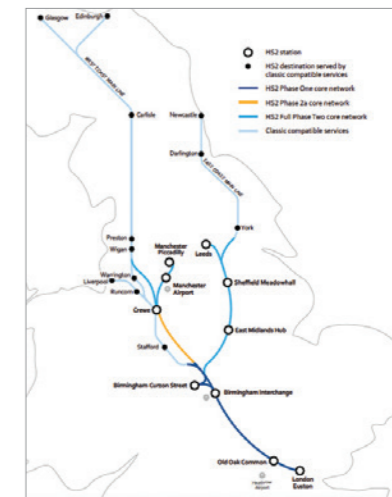 Glasgow
Edinburgh
WEST COAST MAIN LINE
HS2 station
HS2 destination served by
classic compatible services
HS2 Phase One core network
HS2 Phase 2a core network
HS2 Full Phase Two core network
Classic compatible services
Carlisle
Newcastle
Darlington
EAST COAST MAIN LINE
York
Preston
Wigan
Manchester
Piccadilly
Leeds
Warrington
Liverpool
Runcorn
Manchester
Airport
Sheffield Meadowhall
Crewe
East Midlands Hub
Stafford
Birmingham Curzon Street
Birmingham Interchange
Old Oak Common
London
Euston
Airport